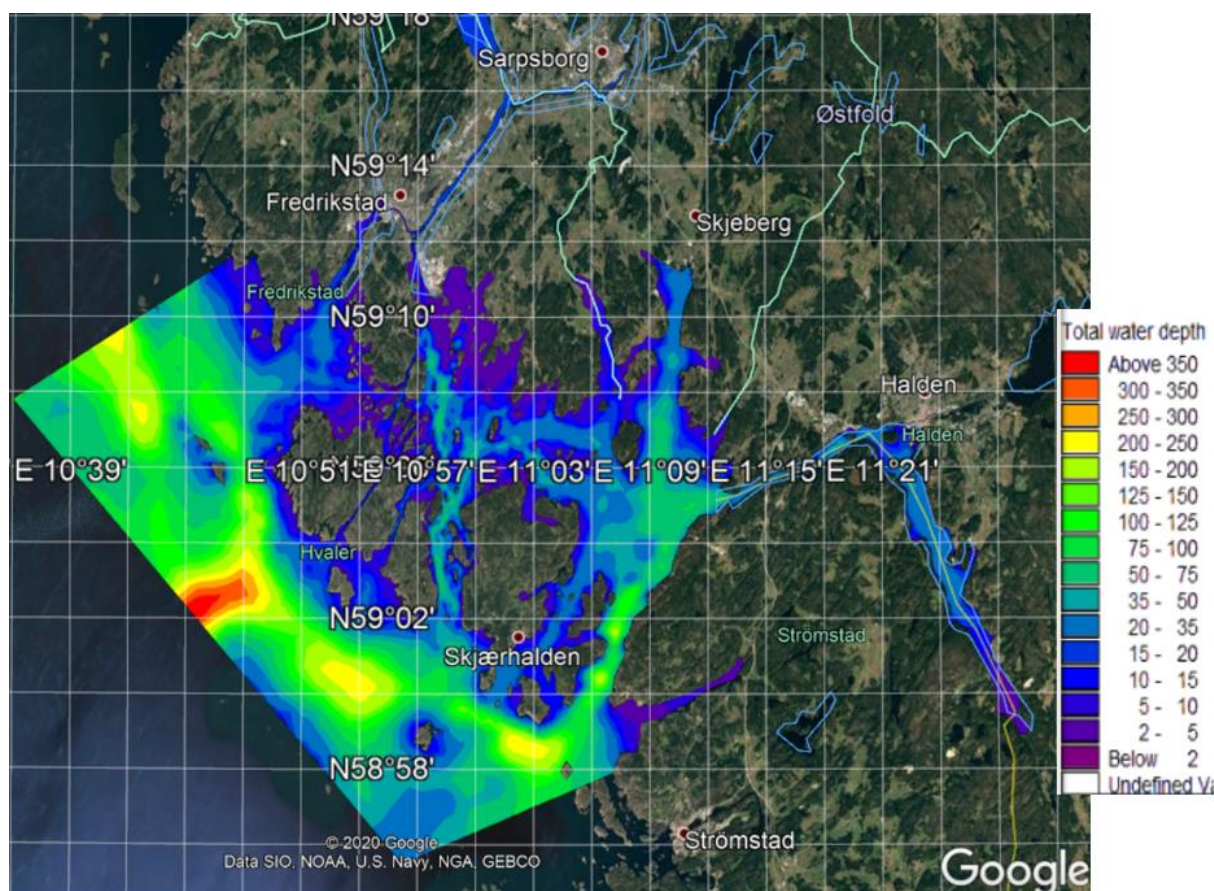 N59°18'
Sarpsborg
Østfold
N59°14'
Fredrikstad
Skjeberg
Fredrikstad
N59°10'
Total water depth
Above 350
300 - 350
250 - 300
200 - 250
150 - 200
125 - 150
100 - 125
75 - 100
50 - 75
35 - 50
20 - 35
15 - 20
10 - 15
5 - 10
2 - 5
Below 2
Undefined Va
Halden
Halden
E 10°39' E 10°51' E 10°57' E 11°03' E 11°09' E 11°15' E 11°21'
Hvaler
N59°02'
Skjærhalden
Strömstad
N58°58'
Strömstad
© 2020 Google
Data SIO, NOAA, U.S. Navy, NGA, GEBCO
Google